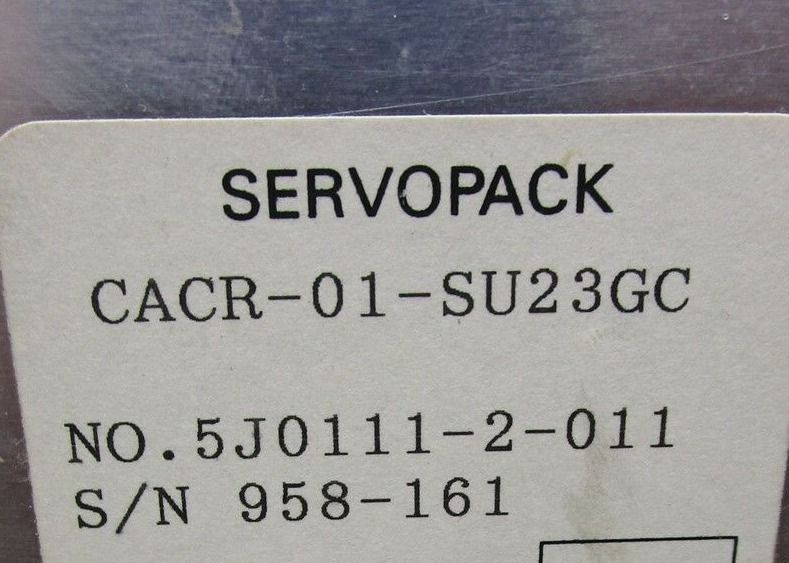 SERVOPACK
CACR-01-SU23GC
NO.5J0111-2-011
S/N 958-161